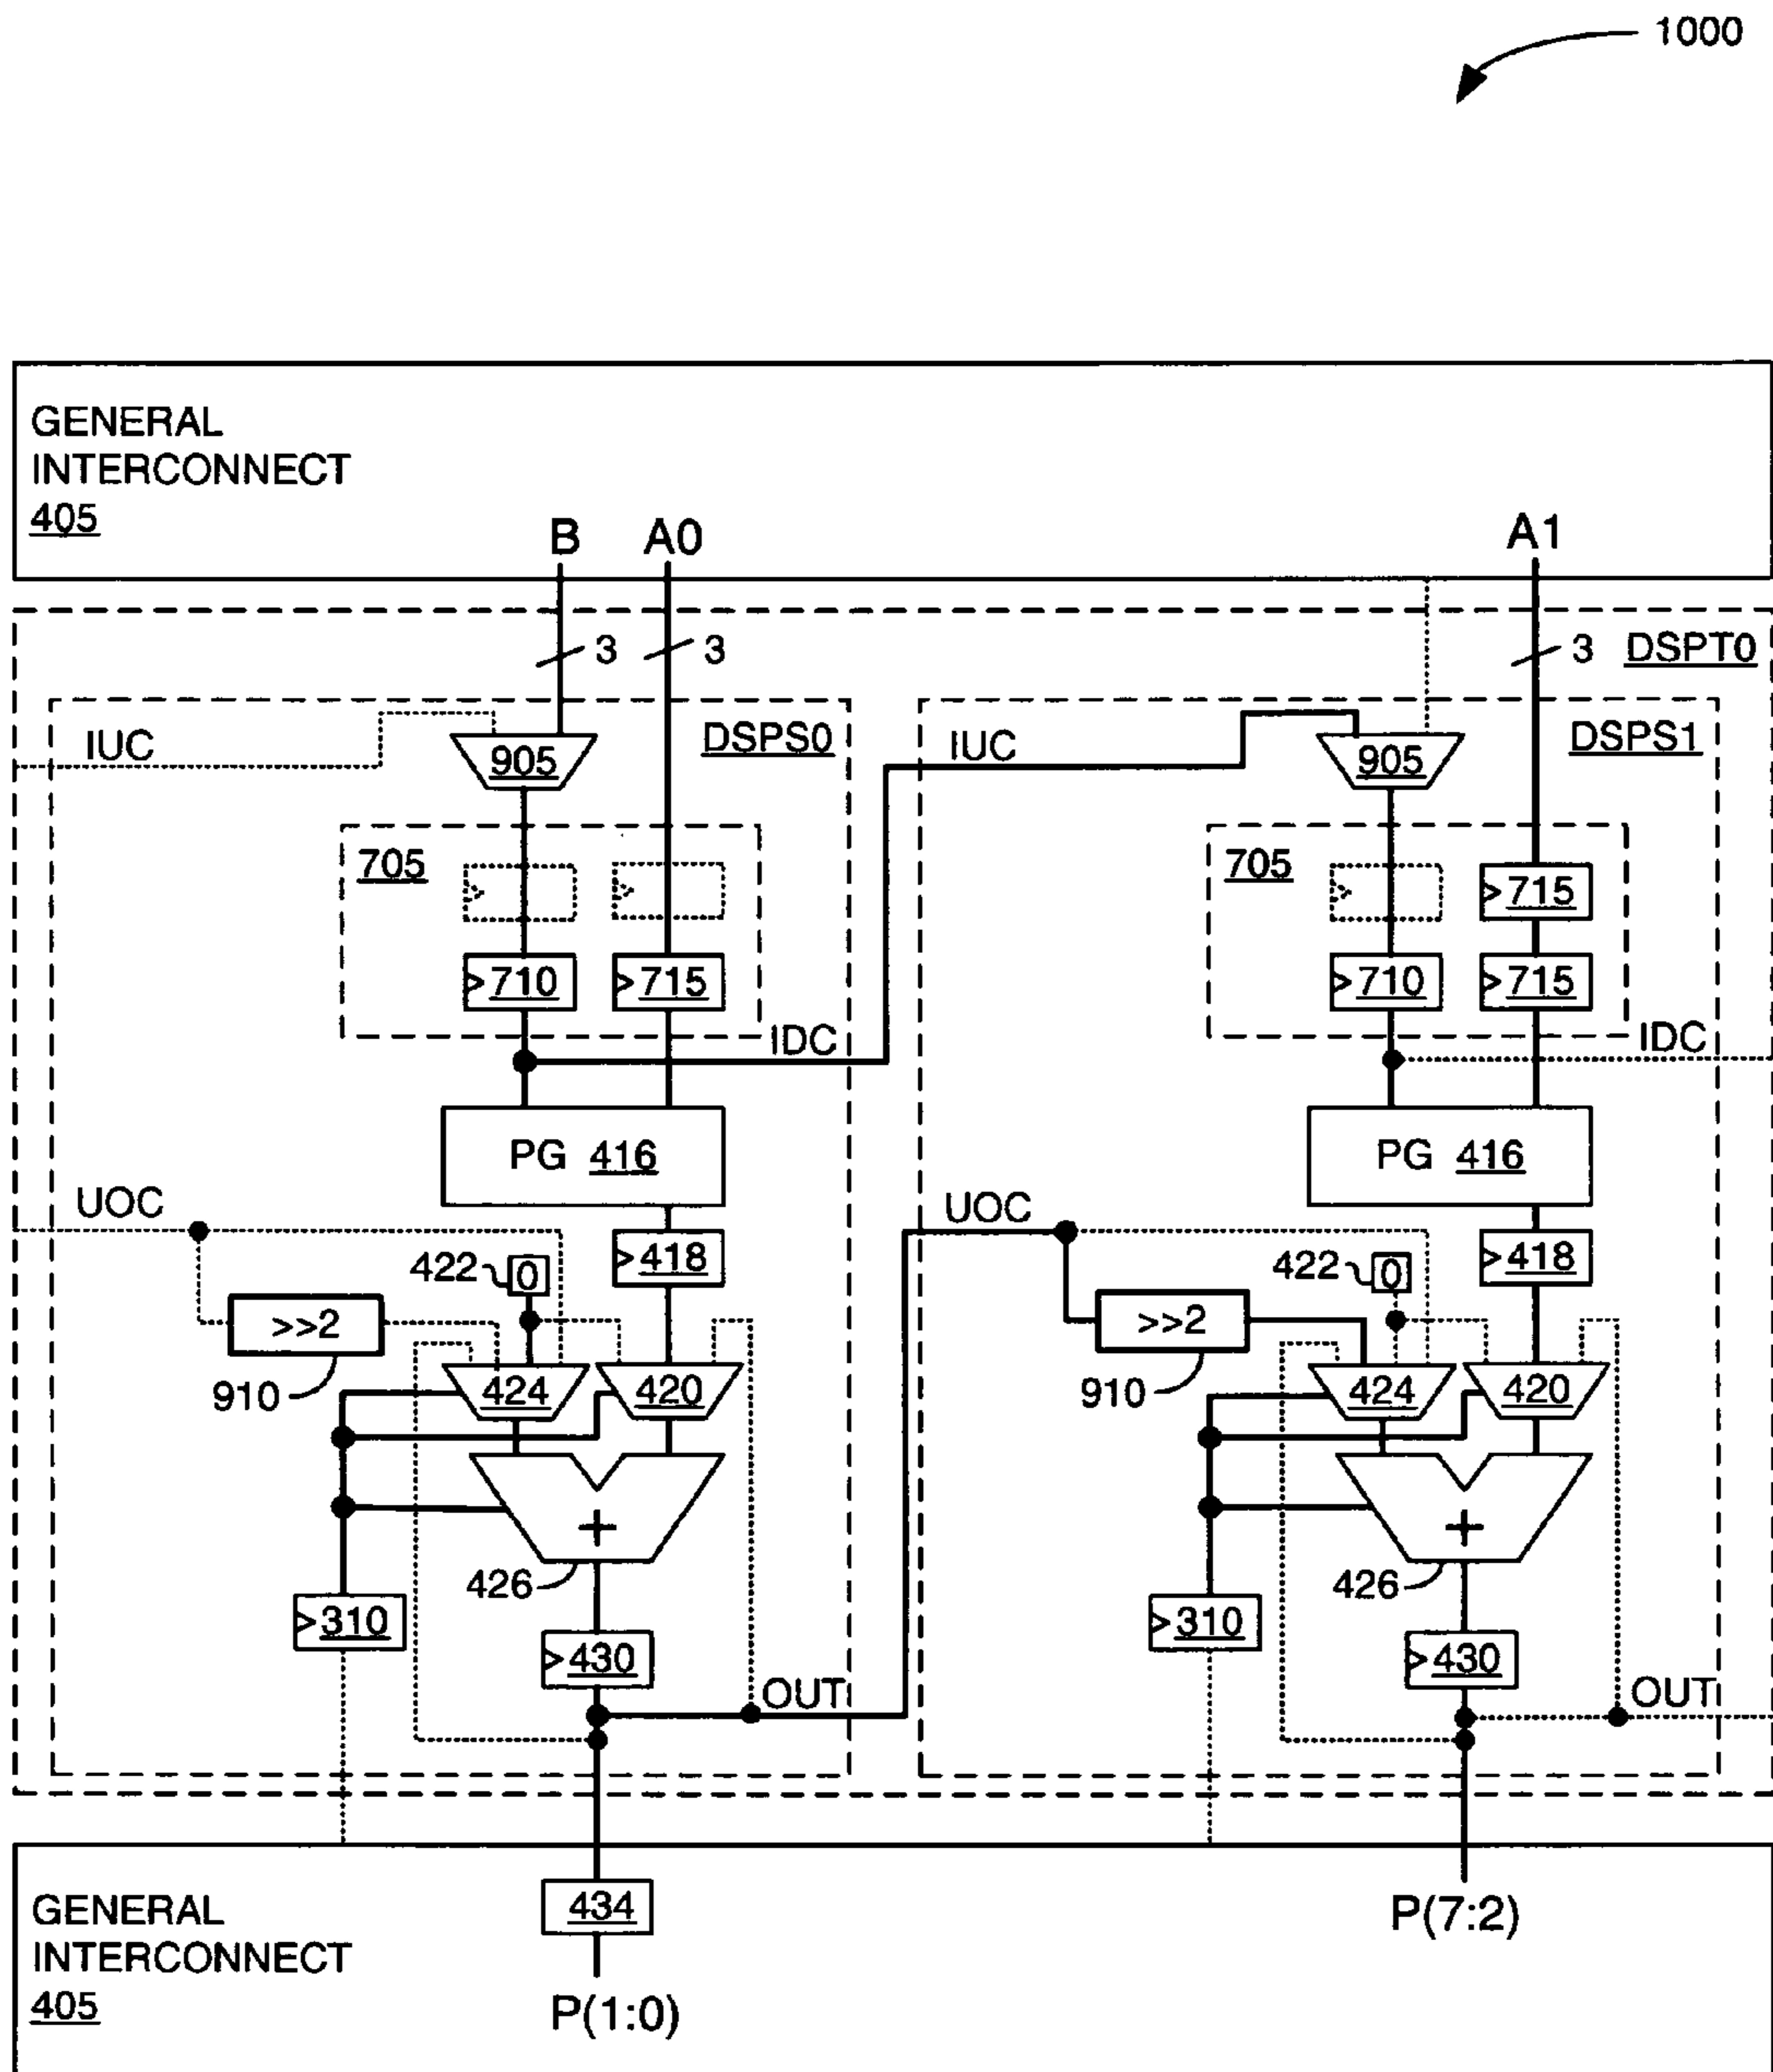 1000
GENERAL
INTERCONNECT
405
B A0 A1
3 3 3 DSPT0
IUC DSPS0 IUC DSPS1
905 905
705 705 715
710 715 710 715
IDC IDC
PG 416 PG 416
UOC UOC
418 418
422 0 422 0
>>2 >>2
424 420 424 420
910 910
+ +
426 426
310 310
430 430
OUT OUT
434
P(7:2)
GENERAL
INTERCONNECT
405
P(1:0)